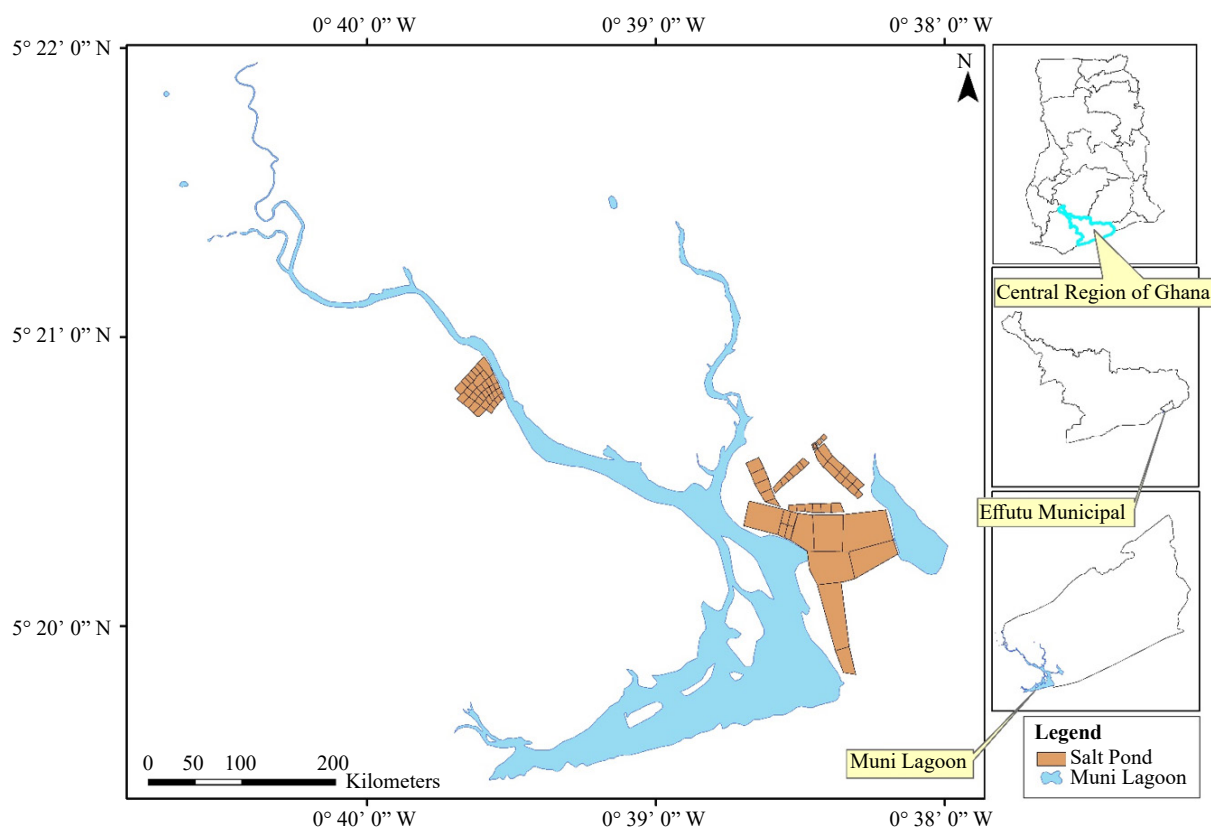 0° 40' 0” W
0° 39' 0” W
0° 38' 0” W
5° 22’ 0” N
5° 21’ 0” N
5° 20’ 0” N
N
0 50 100 200
Kilometers
0° 40' 0” W
0° 39' 0” W
0° 38' 0” W
Central Region of Ghana
Effutu Municipal
Muni Lagoon
Legend
Salt Pond
Muni Lagoon